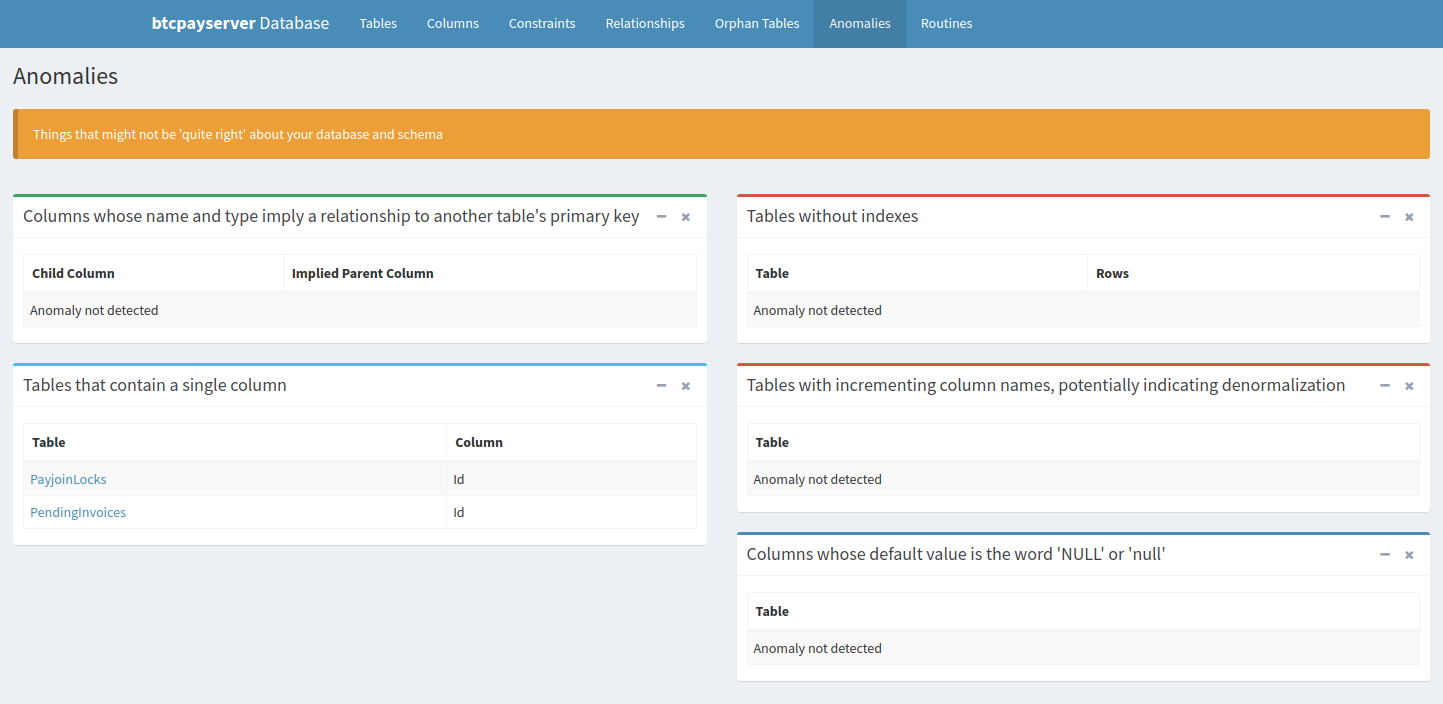 btcpayserver Database Tables Columns Constraints Relationships Orphan Tables Anomalies Routines
Anomalies
Things that might not be 'quite right' about your database and schema
Columns whose name and type imply a relationship to another table's primary key
Child Column Implied Parent Column
Anomaly not detected
Tables that contain a single column
Table Column
PayjoinLocks Id
PendingInvoices Id
Tables without indexes
Table Rows
Anomaly not detected
Tables with incrementing column names, potentially indicating denormalization
Table
Anomaly not detected
Columns whose default value is the word 'NULL' or 'null'
Table
Anomaly not detected